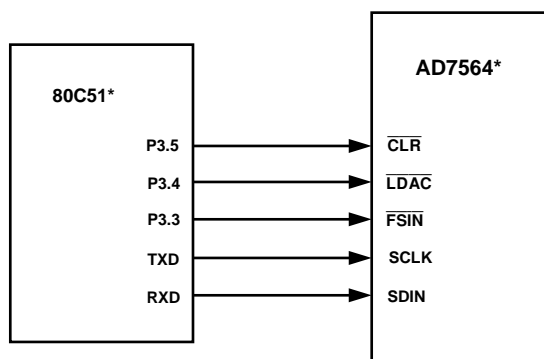 80C51*
AD7564*
P3.5
CLR
P3.4
LDAC
P3.3
FSIN
TXD
SCLK
RXD
SDIN